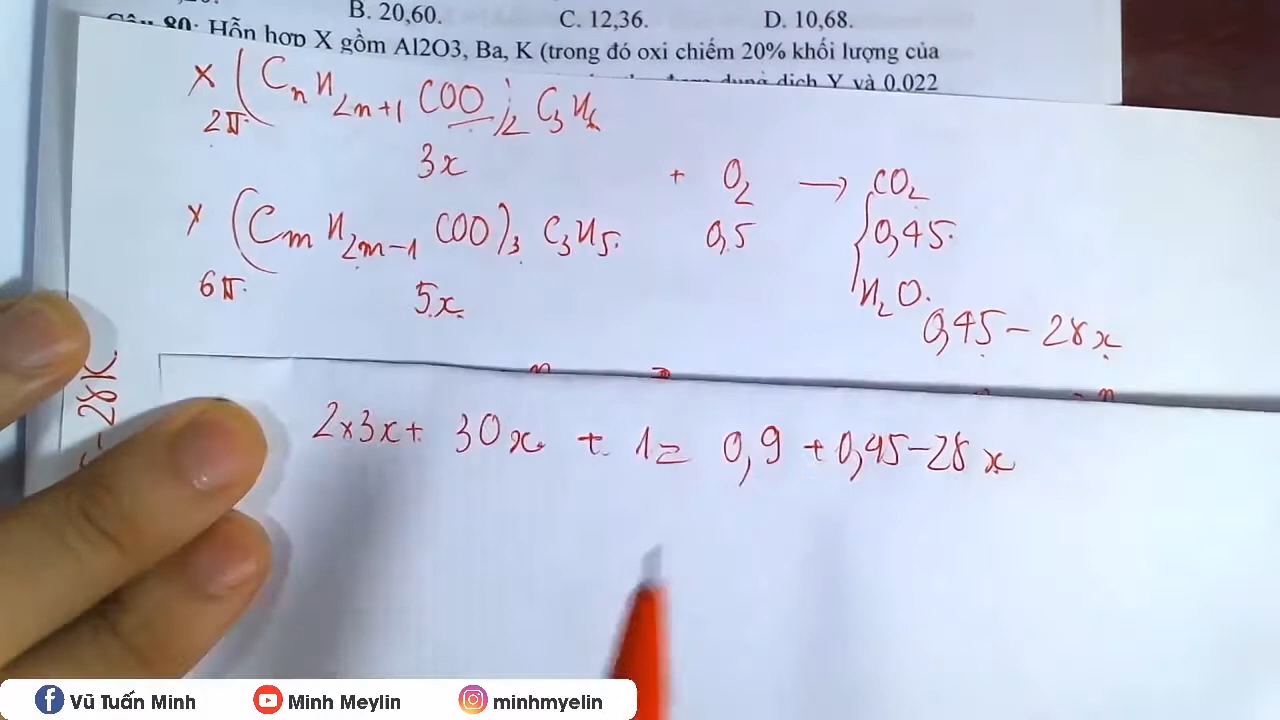 B. 20,60. C. 12,36. D. 10,68.
Câu 80: Hỗn hợp X gồm Al2O3, Ba, K (trong đó oxi chiếm 20% khối lượng của
dung dịch Y và 0,022
X (CnH2n+1COO)2C3H6
2π
3x
+ O2 → CO2
Y (CmH2m-1COO)3C3H5
0,5
0,45
6π
5x
H2O
0,45 - 28x
- 28x
2×3x + 30x + 1 = 0,9 + 0,45 - 28x
Vũ Tuấn Minh
Minh Meylin
minhmyelin